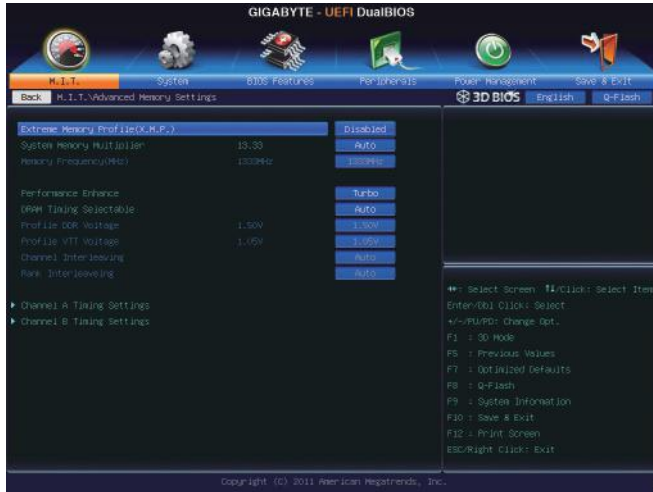 GIGABYTE - UEFI DualBIOS
M.I.T. System BIOS Features Peripherals Power Management Save & Exit
Back M.I.T.\Advanced Memory Settings 3D BIOS English Q-Flash
Extreme Memory Profile(X.M.P.) Disabled
System Memory Multiplier 13.33 Auto
Memory Frequency(MHz) 1333MHz 1333MHz
Performance Enhance Turbo
DRAM Timing Selectable Auto
Profile DDR Voltage 1.50V 1.50V
Profile VTT Voltage 1.05V 1.05V
Channel Interleaving Auto
Rank Interleaving Auto
Channel A Timing Settings
Channel B Timing Settings
↔: Select Screen ↑↓/Click: Select Item
Enter/Dbl Click: Select
+/-/PU/PD: Change Opt.
F1 : 3D Mode
F5 : Previous Values
F7 : Optimized Defaults
F8 : Q-Flash
F9 : System Information
F10 : Save & Exit
F12 : Print Screen
ESC/Right Click: Exit
Copyright (C) 2011 American Megatrends, Inc.